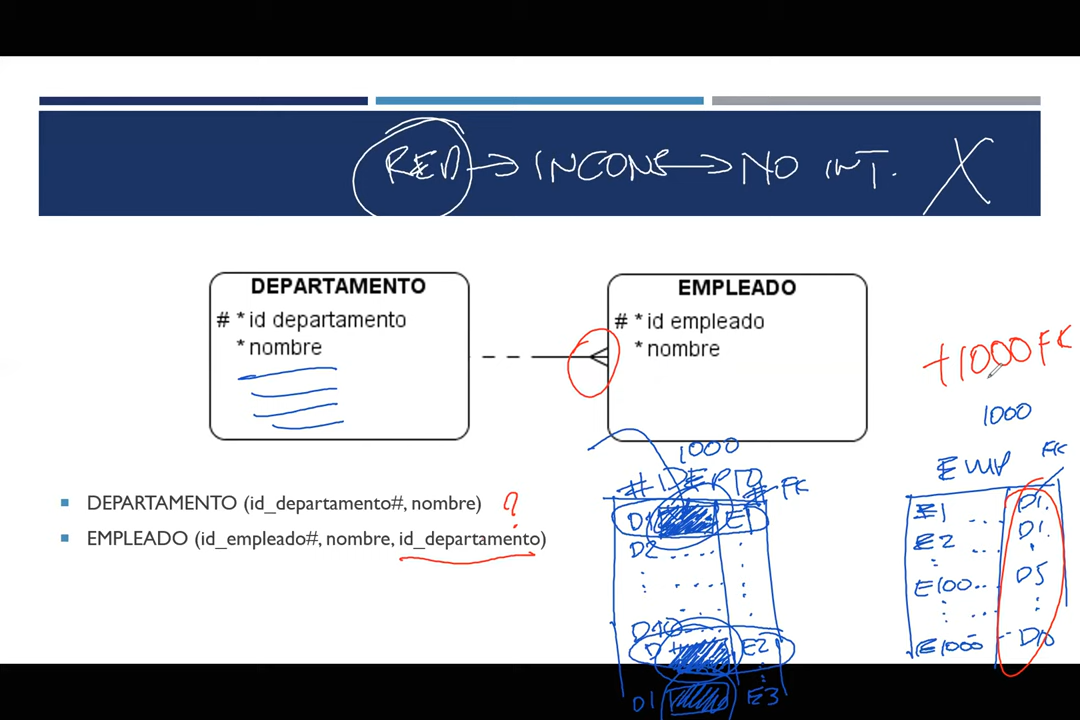 RED → INCONS → NO INT. X
DEPARTAMENTO
# * id departamento
* nombre
EMPLEADO
# * id empleado
* nombre
+1000 FK
1000
EMP FK
E1 ... D1
E2 ... D1
E100 ... D5
E1000 ... D10
1000
# DEPTO # FK
D1 E1
D2 .....
D10 .....
D1 E2
D1 E3
▪ DEPARTAMENTO (id_departamento#, nombre) ?
▪ EMPLEADO (id_empleado#, nombre, id_departamento)